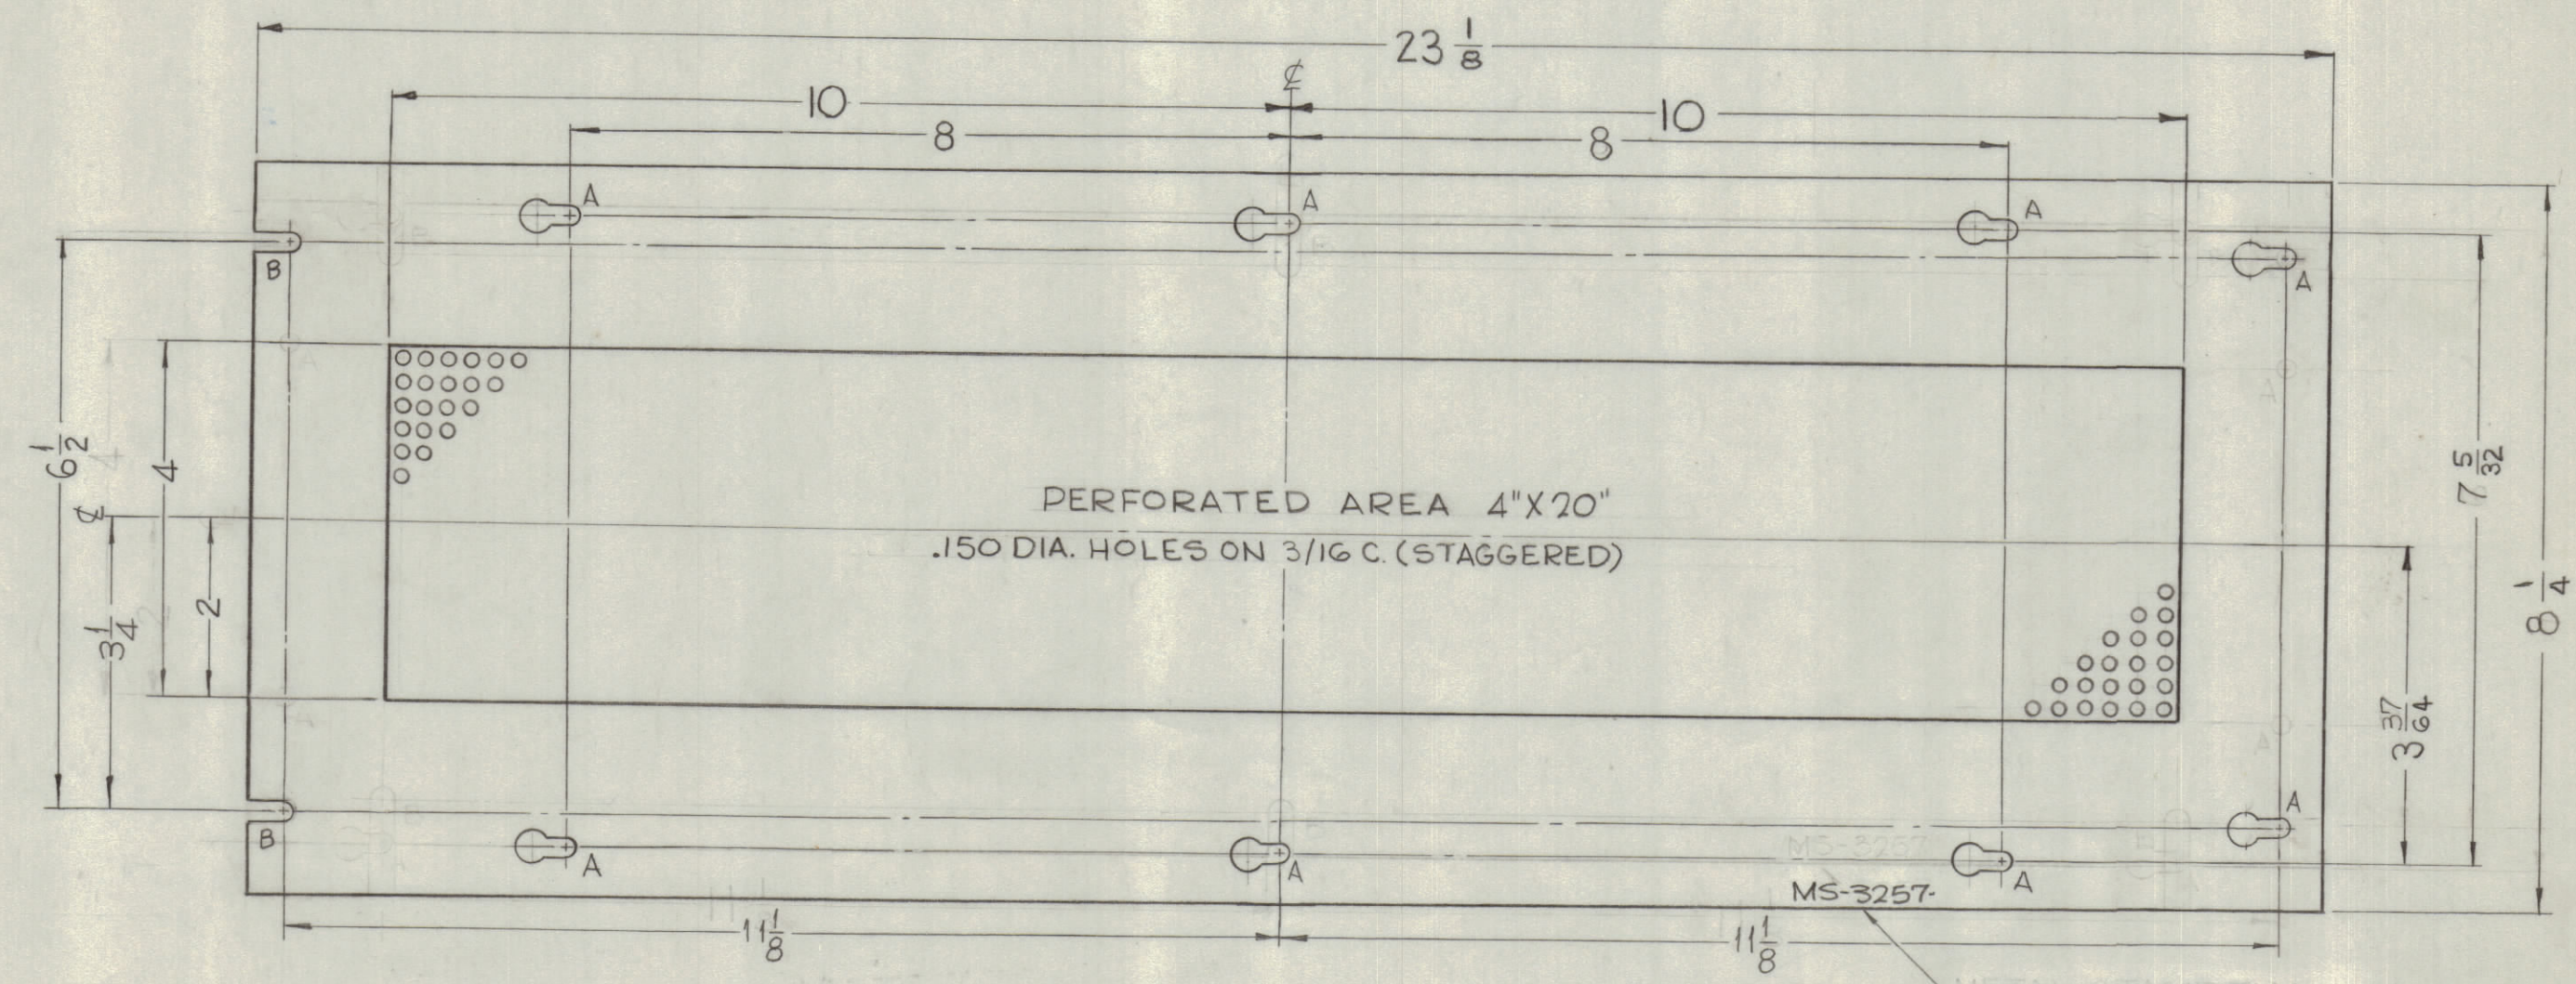 23 1/8
℄
10
10
8
8
A
A
A
B
A
6 1/2
4
7 5/32
℄
PERFORATED AREA 4"X20"
.150 DIA. HOLES ON 3/16 C. (STAGGERED)
8 1/4
3 1/4
2
3 37/64
B
A
A
A
A
MS-3257
MS-3257-
11 1/8
11 1/8